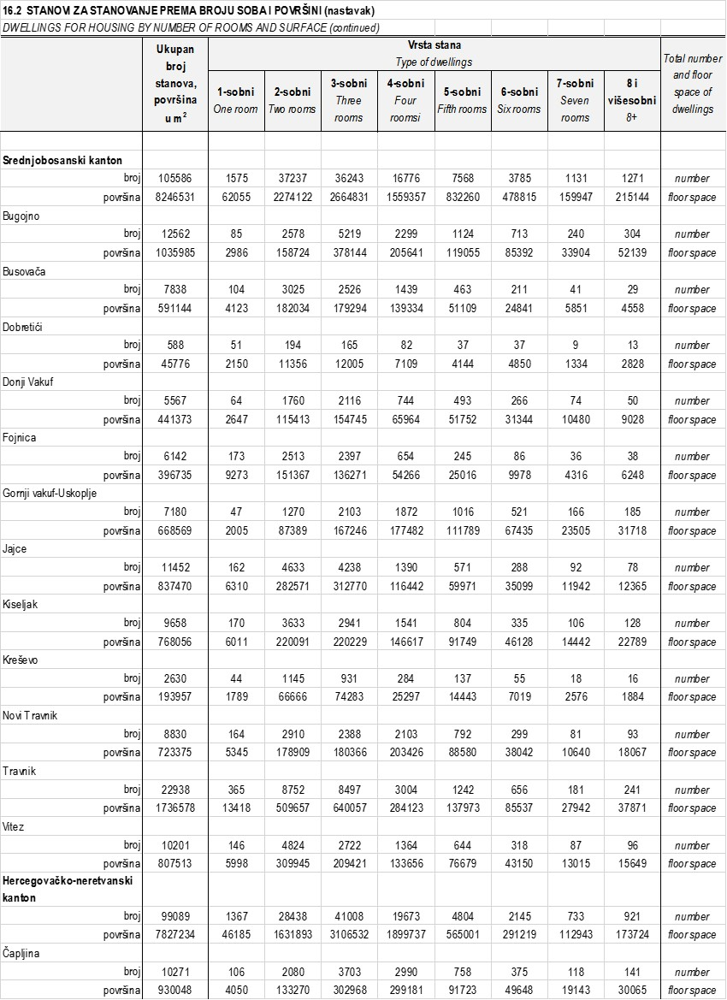 16.2 STANOVI ZA STANOVANJE PREMA BROJU SOBA I POVRŠINI (nastavak)
DWELLINGS FOR HOUSING BY NUMBER OF ROOMS AND SURFACE (continued)
Ukupan broj stanova, površina u m² Vrsta stana Total number and floor space of dwellings
Type of dwellings
1-sobni 2-sobni 3-sobni 4-sobni 5-sobni 6-sobni 7-sobni 8 i višesobni
One room Two rooms Three rooms Four roomsi Fifth rooms Six rooms Seven rooms 8+
Srednjobosanski kanton
broj 105586 1575 37237 36243 16776 7568 3785 1131 1271 number
površina 8246531 62055 2274122 2664831 1559357 832260 478815 159947 215144 floor space
Bugojno
broj 12562 85 2578 5219 2299 1124 713 240 304 number
površina 1035985 2986 158724 378144 205641 119055 85392 33904 52139 floor space
Busovača
broj 7838 104 3025 2526 1439 463 211 41 29 number
površina 591144 4123 182034 179294 139334 51109 24841 5851 4558 floor space
Dobretići
broj 588 51 194 165 82 37 37 9 13 number
površina 45776 2150 11356 12005 7109 4144 4850 1334 2828 floor space
Donji Vakuf
broj 5567 64 1760 2116 744 493 266 74 50 number
površina 441373 2647 115413 154745 65964 51752 31344 10480 9028 floor space
Fojnica
broj 6142 173 2513 2397 654 245 86 36 38 number
površina 396735 9273 151367 136271 54266 25016 9978 4316 6248 floor space
Gornji vakuf-Uskoplje
broj 7180 47 1270 2103 1872 1016 521 166 185 number
površina 668569 2005 87389 167246 177482 111789 67435 23505 31718 floor space
Jajce
broj 11452 162 4633 4238 1390 571 288 92 78 number
površina 837470 6310 282571 312770 116442 59971 35099 11942 12365 floor space
Kiseljak
broj 9658 170 3633 2941 1541 804 335 106 128 number
površina 768056 6011 220091 220229 146617 91749 46128 14442 22789 floor space
Kreševo
broj 2630 44 1145 931 284 137 55 18 16 number
površina 193957 1789 66666 74283 25297 14443 7019 2576 1884 floor space
Novi Travnik
broj 8830 164 2910 2388 2103 792 299 81 93 number
površina 723375 5345 178909 180366 203426 88580 38042 10640 18067 floor space
Travnik
broj 22938 365 8752 8497 3004 1242 656 181 241 number
površina 1736578 13418 509657 640057 284123 137973 85537 27942 37871 floor space
Vitez
broj 10201 146 4824 2722 1364 644 318 87 96 number
površina 807513 5998 309945 209421 133656 76679 43150 13015 15649 floor space
Hercegovačko-neretvanski
kanton
broj 99089 1367 28438 41008 19673 4804 2145 733 921 number
površina 7827234 46185 1631893 3106532 1899737 565001 291219 112943 173724 floor space
Čapljina
broj 10271 106 2080 3703 2990 758 375 118 141 number
površina 930048 4050 133270 302968 299181 91723 49648 19143 30065 floor space